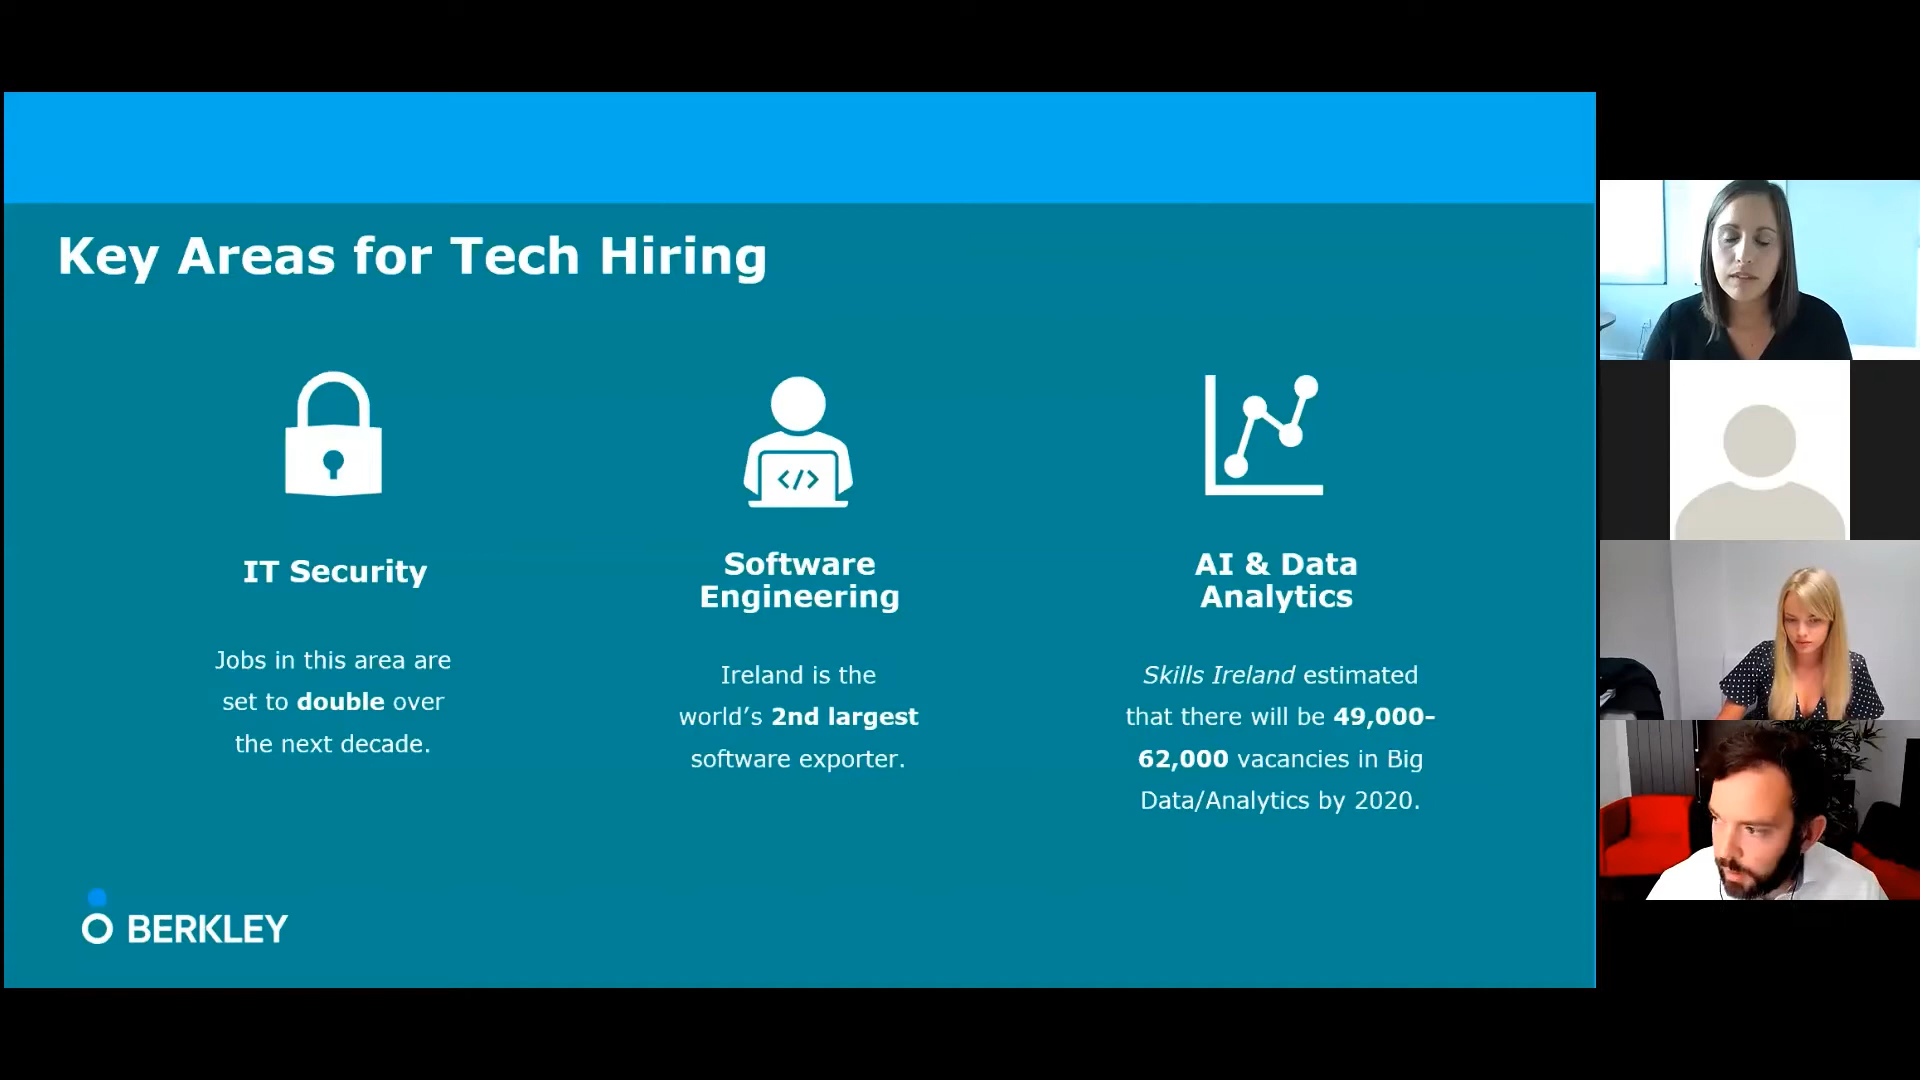 Key Areas for Tech Hiring
</>
IT Security
Software
Engineering
AI & Data
Analytics
Jobs in this area are
set to double over
the next decade.
Ireland is the
world’s 2nd largest
software exporter.
Skills Ireland estimated
that there will be 49,000–
62,000 vacancies in Big
Data/Analytics by 2020.
BERKLEY